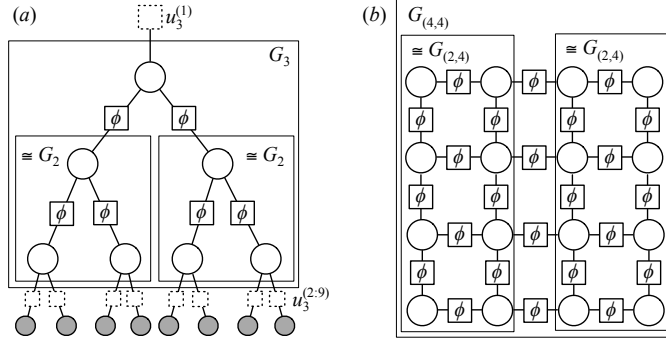 (a)
u_3^{(1)}
G_3
ϕ ϕ
≅ G_2 ≅ G_2
ϕ ϕ ϕ ϕ
u_3^{(2:9)}
(b)
G_{(4,4)}
≅ G_{(2,4)} ≅ G_{(2,4)}
ϕ ϕ ϕ
ϕ ϕ ϕ ϕ
ϕ ϕ ϕ
ϕ ϕ ϕ ϕ
ϕ ϕ ϕ
ϕ ϕ ϕ ϕ
ϕ ϕ ϕ